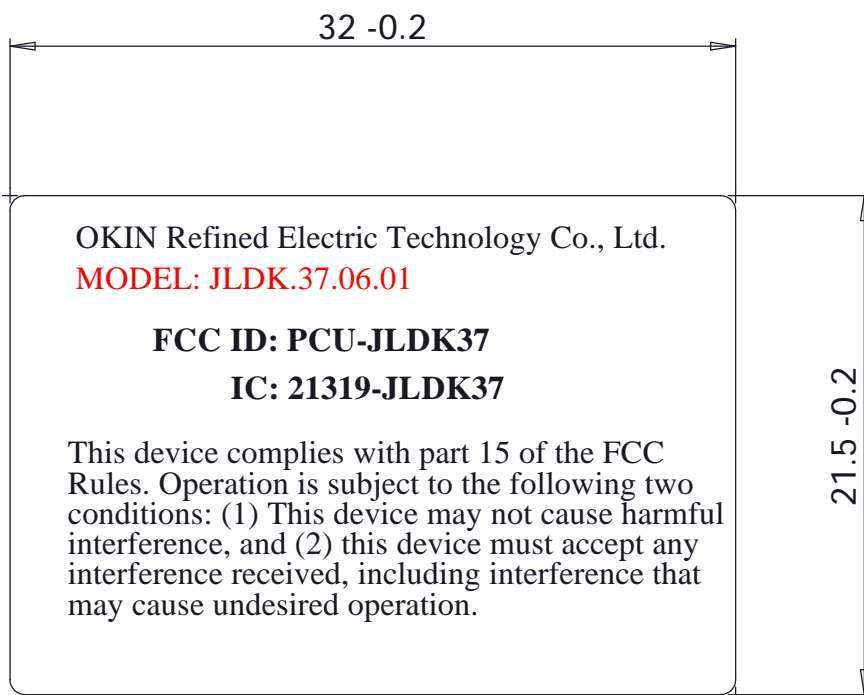 32 -0.2
OKIN Refined Electric Technology Co., Ltd.
MODEL: JLDK.37.06.01
FCC ID: PCU-JLDK37
IC: 21319-JLDK37
21.5 -0.2
This device complies with part 15 of the FCC
Rules. Operation is subject to the following two
conditions: (1) This device may not cause harmful
interference, and (2) this device must accept any
interference received, including interference that
may cause undesired operation.